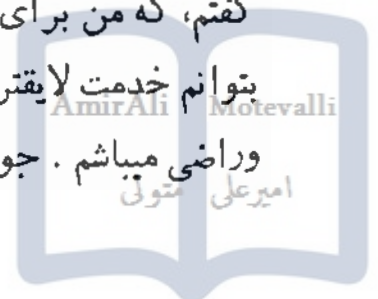 گفتم، که من برای
بتوانم خدمت لایقتر
AmirAli Motevalli
وراضی میباشم . جو
امیرعلی متولی